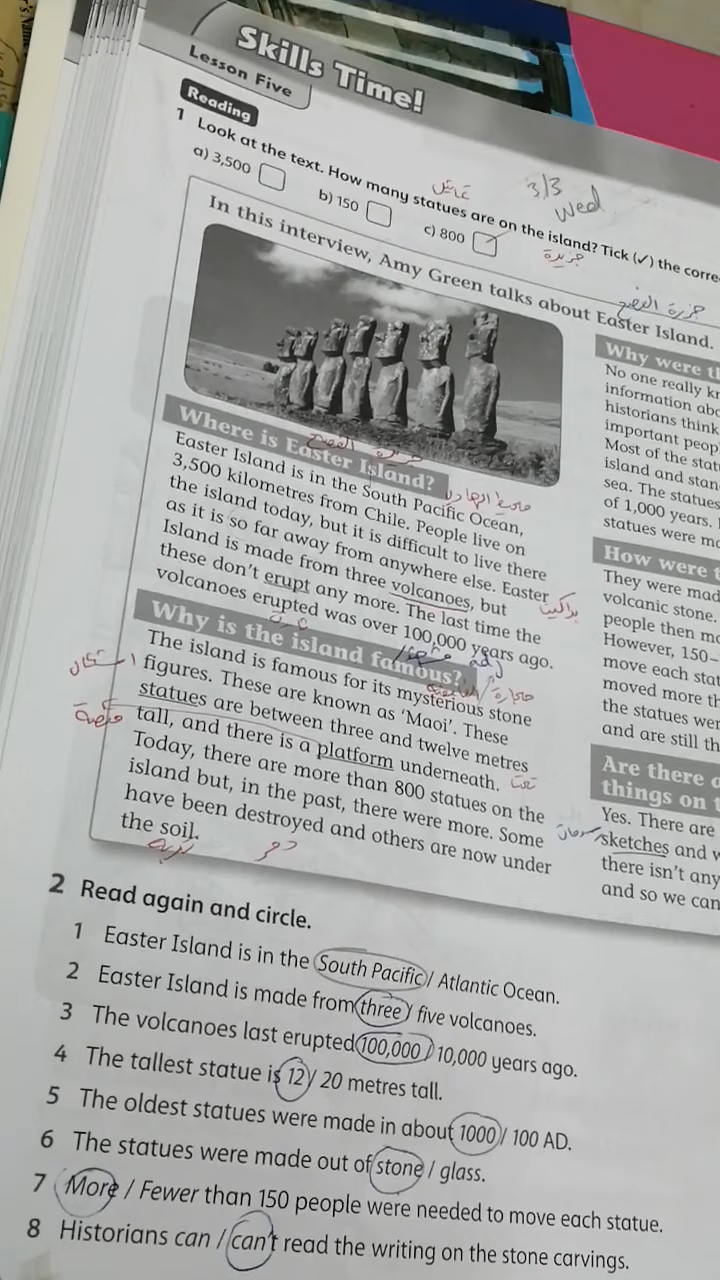 Skills Time!
Lesson Five
Reading
1 Look at the text. How many statues are on the island? Tick (✓) the corre
a) 3,500
b) 150
c) 800
3/3
Wed
جزيرة
In this interview, Amy Green talks about Easter Island.
Where is Easter Island?
Easter Island is in the South Pacific Ocean,
3,500 kilometres from Chile. People live on
the island today, but it is difficult to live there
as it is so far away from anywhere else. Easter
Island is made from three volcanoes, but
these don't erupt any more. The last time the
volcanoes erupted was over 100,000 years ago.
Why is the island famous?
The island is famous for its mysterious stone
figures. These are known as 'Maoi'. These
statues are between three and twelve metres
tall, and there is a platform underneath.
Today, there are more than 800 statues on the
island but, in the past, there were more. Some
have been destroyed and others are now under
the soil.
Why were t
No one really k
information ab
historians think
important peop
Most of the stat
island and stan
sea. The statues
of 1,000 years.
statues were m
How were t
They were mad
volcanic stone.
people then m
However, 150–
move each stat
moved more th
the statues wer
and are still th
Are there
things on
Yes. There are
sketches and w
there isn't any
and so we can
2 Read again and circle.
1 Easter Island is in the South Pacific / Atlantic Ocean.
2 Easter Island is made from three / five volcanoes.
3 The volcanoes last erupted 100,000 / 10,000 years ago.
4 The tallest statue is 12 / 20 metres tall.
5 The oldest statues were made in about 1000 / 100 AD.
6 The statues were made out of stone / glass.
7 More / Fewer than 150 people were needed to move each statue.
8 Historians can / can't read the writing on the stone carvings.